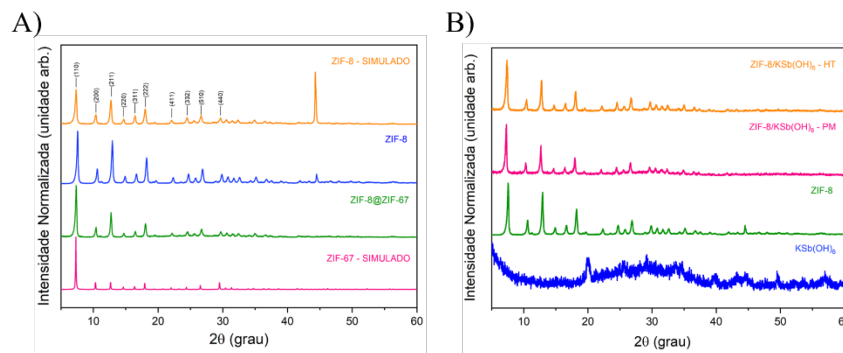 A)
Intensidade Normalizada (unidade arb.)
ZIF-8 - SIMULADO
(110)
(200)
(211)
(220)
(311)
(222)
(411)
(332)
(510)
(440)
ZIF-8
ZIF-8@ZIF-67
ZIF-67 - SIMULADO
10
20
30
40
50
60
2θ (grau)
B)
Intensidade Normalizada (unidade arb.)
ZIF-8/KSb(OH)₆ - HT
ZIF-8/KSb(OH)₆ - PM
ZIF-8
KSb(OH)₆
10
20
30
40
50
60
2θ (grau)